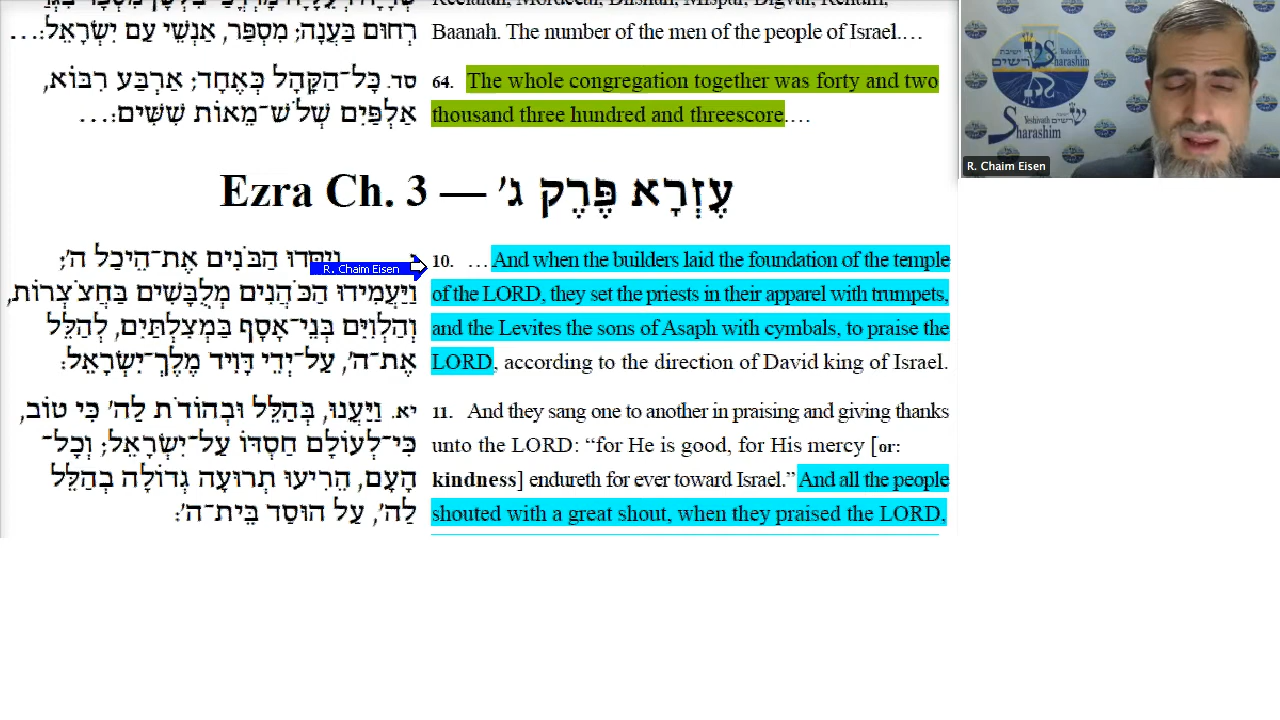 Baanah. The number of the men of the people of Israel.…
רְחוּם בַּעֲנָה; מִסְפַּר, אַנְשֵׁי עַם יִשְׂרָאֵל:…
64. The whole congregation together was forty and two
thousand three hundred and threescore.…
סד. כָּל־הַקָּהָל כְּאֶחָד; אַרְבַּע רִבּוֹא,
אַלְפַּיִם שְׁלֹשׁ־מֵאוֹת שִׁשִּׁים:…
Ezra Ch. 3 — עֶזְרָא פֶּרֶק ג'
10. …And when the builders laid the foundation of the temple
of the LORD, they set the priests in their apparel with trumpets,
and the Levites the sons of Asaph with cymbals, to praise the
LORD, according to the direction of David king of Israel.
הַבֹּנִים אֶת־הֵיכַל ה';
וַיַּעֲמִידוּ הַכֹּהֲנִים מְלֻבָּשִׁים בַּחֲצֹצְרוֹת,
וְהַלְוִיִּם בְּנֵי־אָסָף בַּמְצִלְתַּיִם, לְהַלֵּל
אֶת־ה', עַל־יְדֵי דָּוִיד מֶלֶךְ־יִשְׂרָאֵל:
11. And they sang one to another in praising and giving thanks
unto the LORD: “for He is good, for His mercy [or:
kindness] endureth for ever toward Israel.” And all the people
shouted with a great shout, when they praised the LORD,
יא. וַיַּעֲנוּ, בְּהַלֵּל וּבְהוֹדֹת לַה' כִּי טוֹב,
כִּי־לְעוֹלָם חַסְדּוֹ עַל־יִשְׂרָאֵל; וְכָל־
הָעָם, הֵרִיעוּ תְרוּעָה גְדוֹלָה בְהַלֵּל
לַה', עַל הוּסַד בֵּית־ה':
R. Chaim Eisen
R. Chaim Eisen
Yeshivath
Sharashim
ישיבת
שרשים
Sharashim